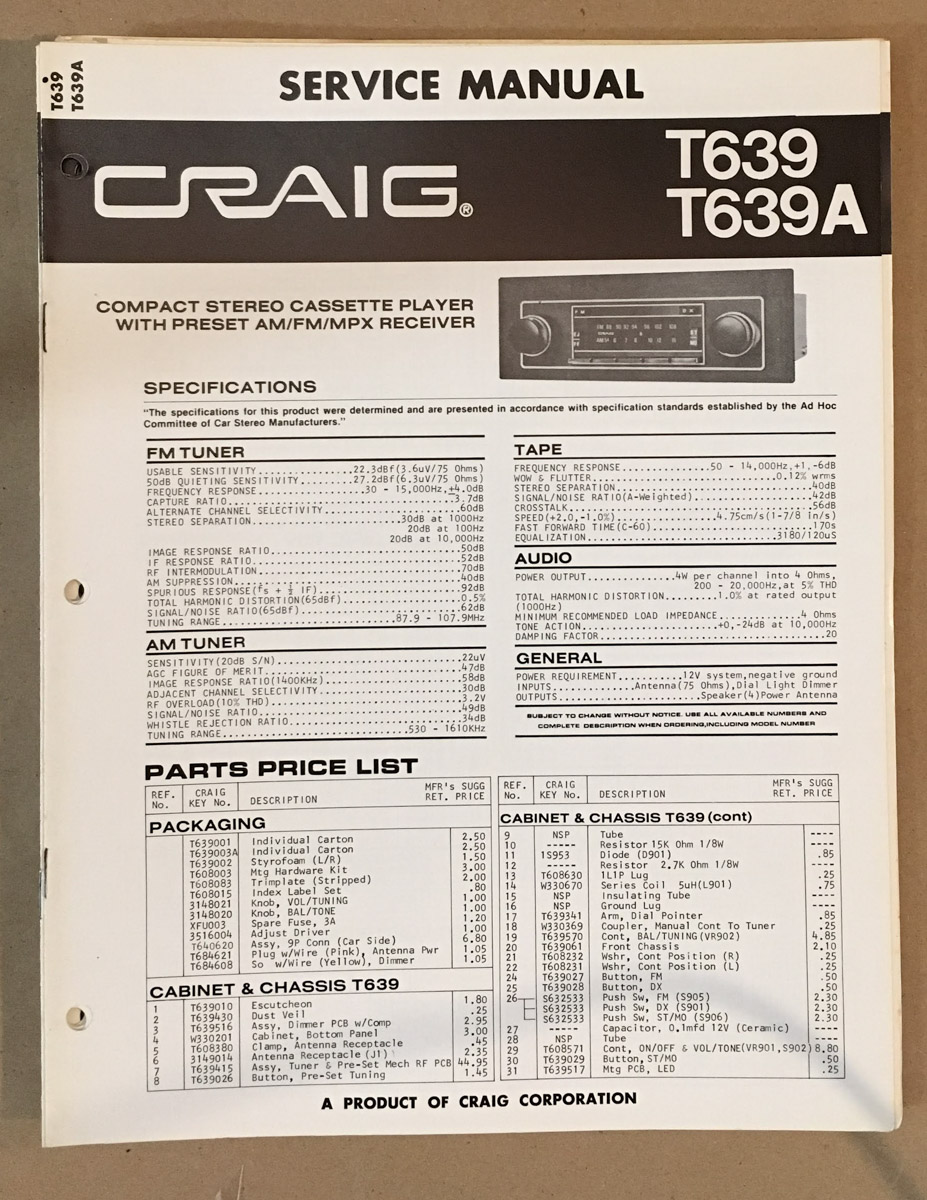 T639
T639A
SERVICE MANUAL
CRAIG®
T639
T639A
COMPACT STEREO CASSETTE PLAYER
WITH PRESET AM/FM/MPX RECEIVER
SPECIFICATIONS
"The specifications for this product were determined and are presented in accordance with specification standards established by the Ad Hoc
Committee of Car Stereo Manufacturers."
FM TUNER
USABLE SENSITIVITY..............22.3dBf(3.6uV/75 Ohms)
50dB QUIETING SENSITIVITY.......27.2dBf(6.3uV/75 Ohms)
FREQUENCY RESPONSE................30 - 15,000Hz,±4.0dB
CAPTURE RATIO..................................3.7dB
ALTERNATE CHANNEL SELECTIVITY...................60dB
STEREO SEPARATION......................30dB at 1000Hz
20dB at 100Hz
20dB at 10,000Hz
IMAGE RESPONSE RATIO............................50dB
IF RESPONSE RATIO...............................52dB
RF INTERMODULATION..............................70dB
AM SUPPRESSION..................................40dB
SPURIOUS RESPONSE(fs + ½ IF)....................92dB
TOTAL HARMONIC DISTORTION(65dBf)................0.5%
SIGNAL/NOISE RATIO(65dBf).......................62dB
TUNING RANGE..........................87.9 - 107.9MHz
AM TUNER
SENSITIVITY(20dB S/N)...........................22uV
AGC FIGURE OF MERIT.............................47dB
IMAGE RESPONSE RATIO(1400KHz)...................58dB
ADJACENT CHANNEL SELECTIVITY....................30dB
RF OVERLOAD(10% THD)............................3.2V
SIGNAL/NOISE RATIO..............................49dB
WHISTLE REJECTION RATIO.........................34dB
TUNING RANGE............................530 - 1610KHz
TAPE
FREQUENCY RESPONSE.............50 - 14,000Hz,+1,-6dB
WOW & FLUTTER............................0.12% wrms
STEREO SEPARATION...............................40dB
SIGNAL/NOISE RATIO(A-Weighted)..................42dB
CROSSTALK.......................................56dB
SPEED(+2.0,-1.0%)...............4.75cm/s(1-7/8 in/s)
FAST FORWARD TIME(C-60).........................170s
EQUALIZATION..............................3180/120uS
AUDIO
POWER OUTPUT.............4W per channel into 4 Ohms,
200 - 20,000Hz,at 5% THD
TOTAL HARMONIC DISTORTION........1.0% at rated output
(1000Hz)
MINIMUM RECOMMENDED LOAD IMPEDANCE............4 Ohms
TONE ACTION....................+0,-24dB at 10,000Hz
DAMPING FACTOR....................................20
GENERAL
POWER REQUIREMENT..........12V system,negative ground
INPUTS.............Antenna(75 Ohms),Dial Light Dimmer
OUTPUTS......................Speaker(4)Power Antenna
SUBJECT TO CHANGE WITHOUT NOTICE. USE ALL AVAILABLE NUMBERS AND
COMPLETE DESCRIPTION WHEN ORDERING,INCLUDING MODEL NUMBER
PARTS PRICE LIST
REF. No. CRAIG KEY No. DESCRIPTION MFR's SUGG RET. PRICE
PACKAGING
T639001 Individual Carton 2.50
T639003A Individual Carton 2.50
T639002 Styrofoam (L/R) 1.50
T608003 Mtg Hardware Kit 3.00
T608083 Trimplate (Stripped) 2.00
T608015 Index Label Set .80
3148021 Knob, VOL/TUNING 1.00
3148020 Knob, BAL/TONE 1.00
XFU003 Spare Fuse, 3A 1.20
3516004 Adjust Driver 1.00
T640620 Assy, 9P Conn (Car Side) 6.80
T684621 Plug w/Wire (Pink), Antenna Pwr 1.05
T684608 So w/Wire (Yellow), Dimmer 1.05
CABINET & CHASSIS T639
1 T639010 Escutcheon 1.80
2 T639430 Dust Veil .25
3 T639516 Assy, Dimmer PCB w/Comp 2.95
4 W330201 Cabinet, Bottom Panel 3.00
5 T608380 Clamp, Antenna Receptacle .45
6 3149014 Antenna Receptacle (J1) 2.35
7 T639415 Assy, Tuner & Pre-Set Mech RF PCB 44.95
8 T639026 Button, Pre-Set Tuning 1.45
REF. No. CRAIG KEY No. DESCRIPTION MFR's SUGG RET. PRICE
CABINET & CHASSIS T639 (cont)
9 NSP Tube ----
10 ----- Resistor 15K Ohm 1/8W ----
11 1S953 Diode (D901) .85
12 ----- Resistor 2.7K Ohm 1/8W ----
13 T608630 1L1P Lug .25
14 W330670 Series Coil 5uH(L901) .75
15 NSP Insulating Tube ----
16 NSP Ground Lug ----
17 T639341 Arm, Dial Pointer .85
18 W330369 Coupler, Manual Cont To Tuner .25
19 T639570 Cont, BAL/TUNING(VR902) 4.85
20 T639061 Front Chassis 2.10
21 T608232 Wshr, Cont Position (R) .25
22 T608231 Wshr, Cont Position (L) .25
24 T639027 Button, FM .50
25 T639028 Button, DX .50
26 S632533 Push Sw, FM (S905) 2.30
S632533 Push Sw, DX (S901) 2.30
S632533 Push Sw, ST/MO (S906) 2.30
27 ----- Capacitor, 0.1mfd 12V (Ceramic) ----
28 NSP Tube ----
29 T608571 Cont, ON/OFF & VOL/TONE(VR901,S902) 8.80
30 T639029 Button, ST/MO .50
31 T639517 Mtg PCB, LED .25
A PRODUCT OF CRAIG CORPORATION